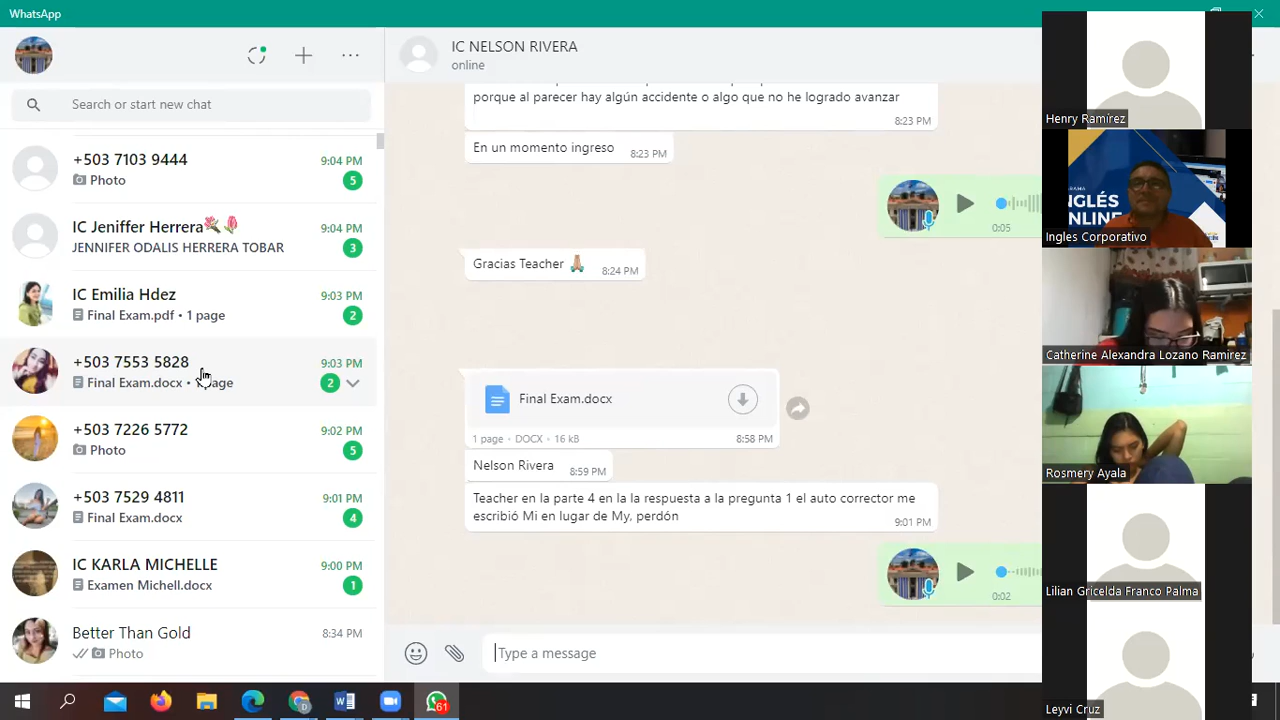 WhatsApp
IC NELSON RIVERA
online
Search or start new chat
porque al parecer hay algún accidente o algo que no he logrado avanzar
8:23 PM
En un momento ingreso
8:23 PM
0:05
Gracias Teacher 🙏🏼
8:24 PM
Final Exam.docx
1 page • DOCX • 16 kB
8:58 PM
Nelson Rivera
8:59 PM
Teacher en la parte 4 en la la respuesta a la pregunta 1 el auto corrector me
escribió Mi en lugar de My, perdón
9:01 PM
0:02
Type a message
+503 7103 9444
9:04 PM
Photo
5
IC Jeniffer Herrera🌹🌷
9:04 PM
JENNIFER ODALIS HERRERA TOBAR
3
IC Emilia Hdez
9:03 PM
Final Exam.pdf • 1 page
2
+503 7553 5828
9:03 PM
Final Exam.docx • page
2
+503 7226 5772
9:02 PM
Photo
5
+503 7529 4811
9:01 PM
Final Exam.docx
4
IC KARLA MICHELLE
9:00 PM
Examen Michell.docx
1
Better Than Gold
8:34 PM
Photo
61
Henry Ramírez
INGLÉS
ONLINE
Ingles Corporativo
Catherine Alexandra Lozano Ramirez
Rosmery Ayala
Lilian Gricelda Franco Palma
Leyvi Cruz